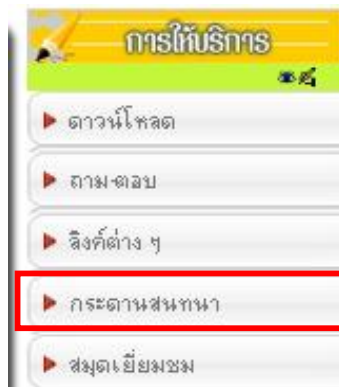 การให้บริการ
ดาวน์โหลด
ถาม-ตอบ
ลิงก์ต่าง ๆ
กระดานสนทนา
สมุดเยี่ยมชม